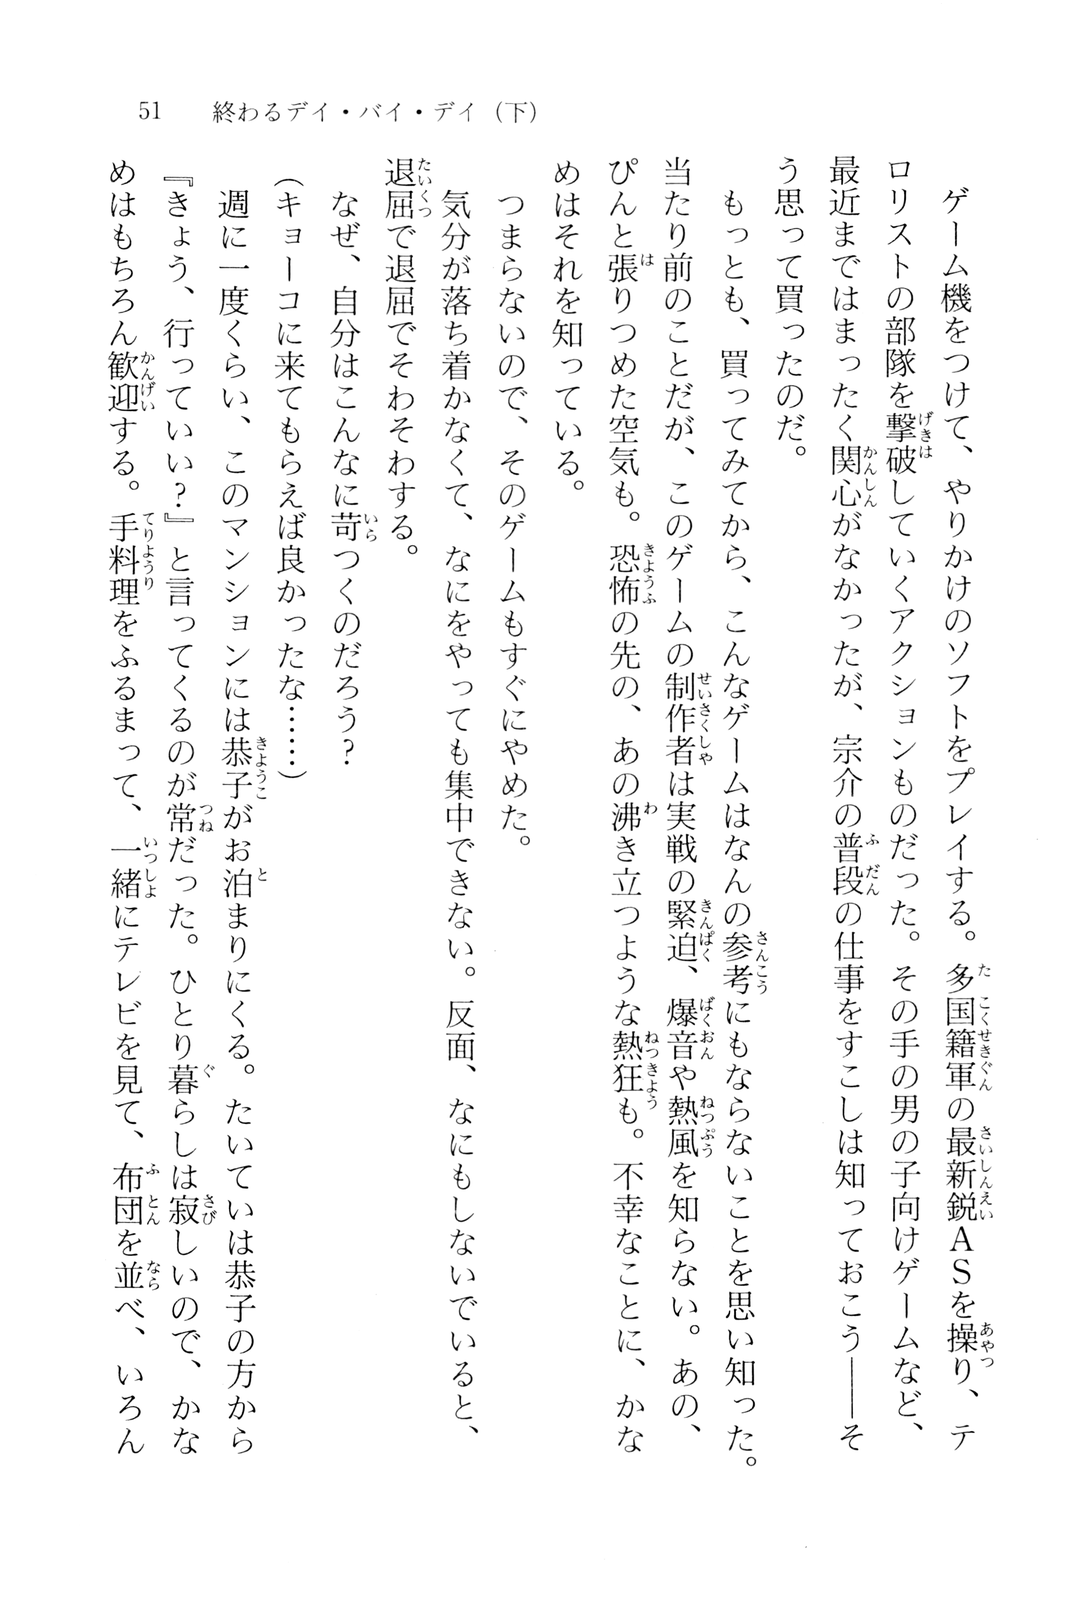 51　終わるデイ・バイ・デイ（下）
　ゲーム機をつけて、やりかけのソフトをプレイする。多国籍軍の最新鋭ＡＳを操り、テ
ロリストの部隊を撃破していくアクションものだった。その手の男の子向けゲームなど、
最近まではまったく関心がなかったが、宗介の普段の仕事をすこしは知っておこう――そ
う思って買ったのだ。
　もっとも、買ってみてから、こんなゲームはなんの参考にもならないことを思い知った。
当たり前のことだが、このゲームの制作者は実戦の緊迫、爆音や熱風を知らない。あの、
ぴんと張りつめた空気も。恐怖の先の、あの沸き立つような熱狂も。不幸なことに、かな
めはそれを知っている。
　つまらないので、そのゲームもすぐにやめた。
　気分が落ち着かなくて、なにをやっても集中できない。反面、なにもしないでいると、
退屈で退屈でそわそわする。
　なぜ、自分はこんなに苛つくのだろう？
（キョーコに来てもらえば良かったな……）
　週に一度くらい、このマンションには恭子がお泊まりにくる。たいていは恭子の方から
『きょう、行っていい？』と言ってくるのが常だった。ひとり暮らしは寂しいので、かな
めはもちろん歓迎する。手料理をふるまって、一緒にテレビを見て、布団を並べ、いろん